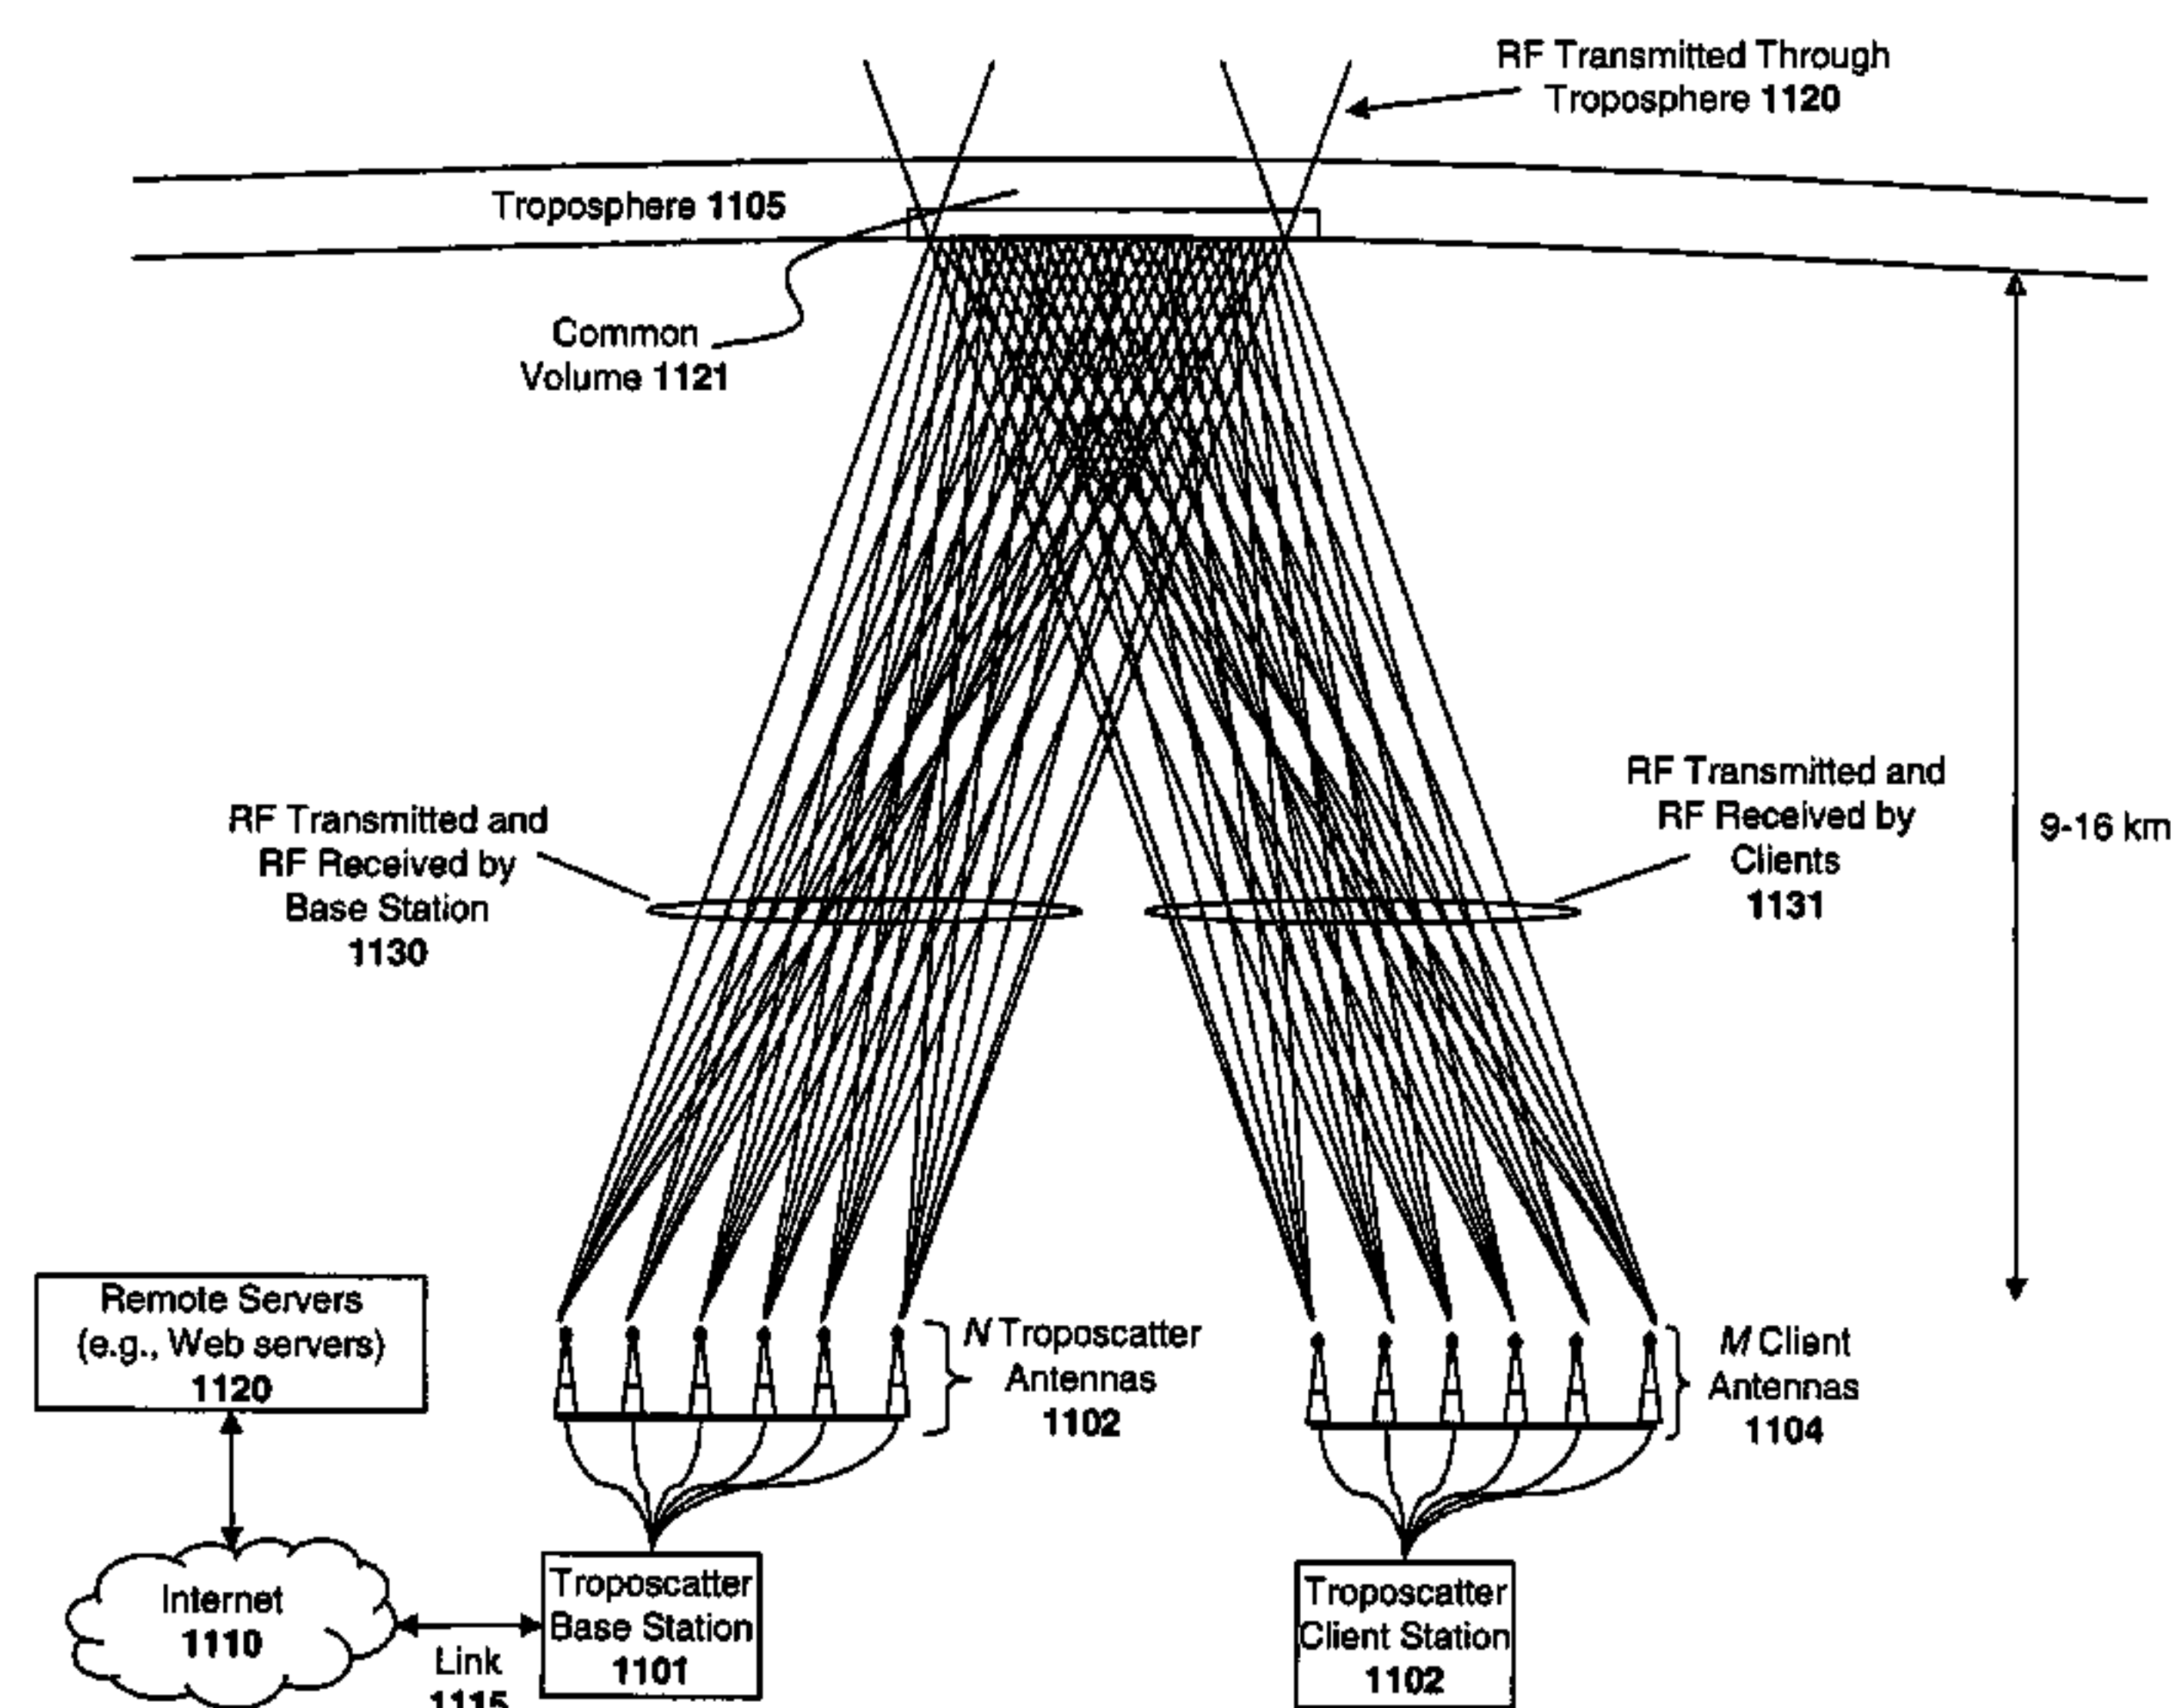 RF Transmitted Through
Troposphere 1120
Troposphere 1105
Common
Volume 1121
RF Transmitted and
RF Received by
Base Station
1130
RF Transmitted and
RF Received by
Clients
1131
9-16 km
Remote Servers
(e.g., Web servers)
1120
N Troposcatter
Antennas
1102
M Client
Antennas
1104
Internet
1110
Link
1115
Troposcatter
Base Station
1101
Troposcatter
Client Station
1102